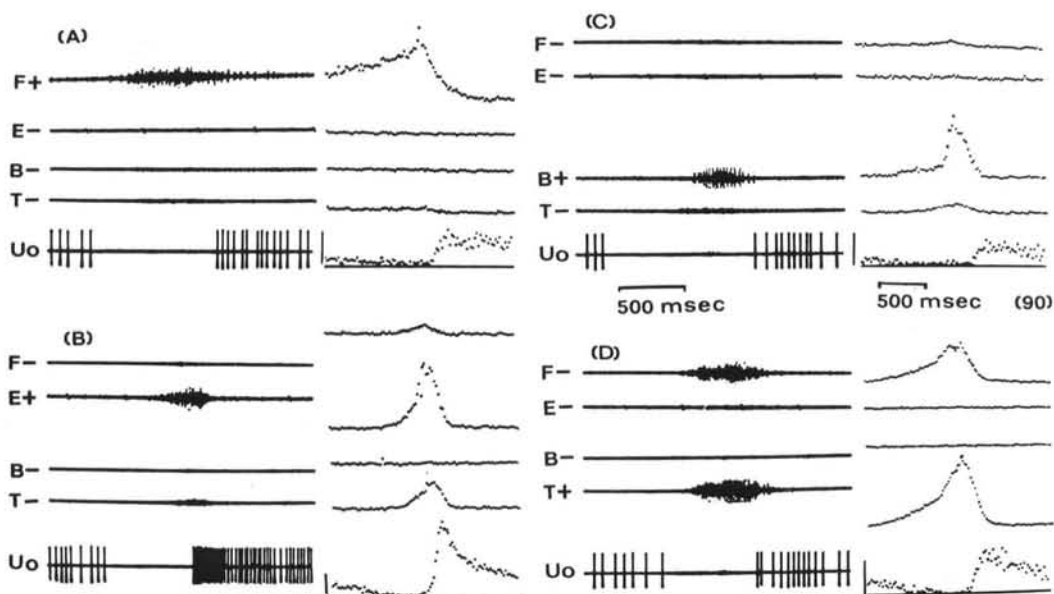 (A)
F+
E−
B−
T−
Uo
(B)
F−
E+
B−
T−
Uo
(C)
F−
E−
B+
T−
Uo
500 msec 500 msec (90)
(D)
F−
E−
B−
T+
Uo